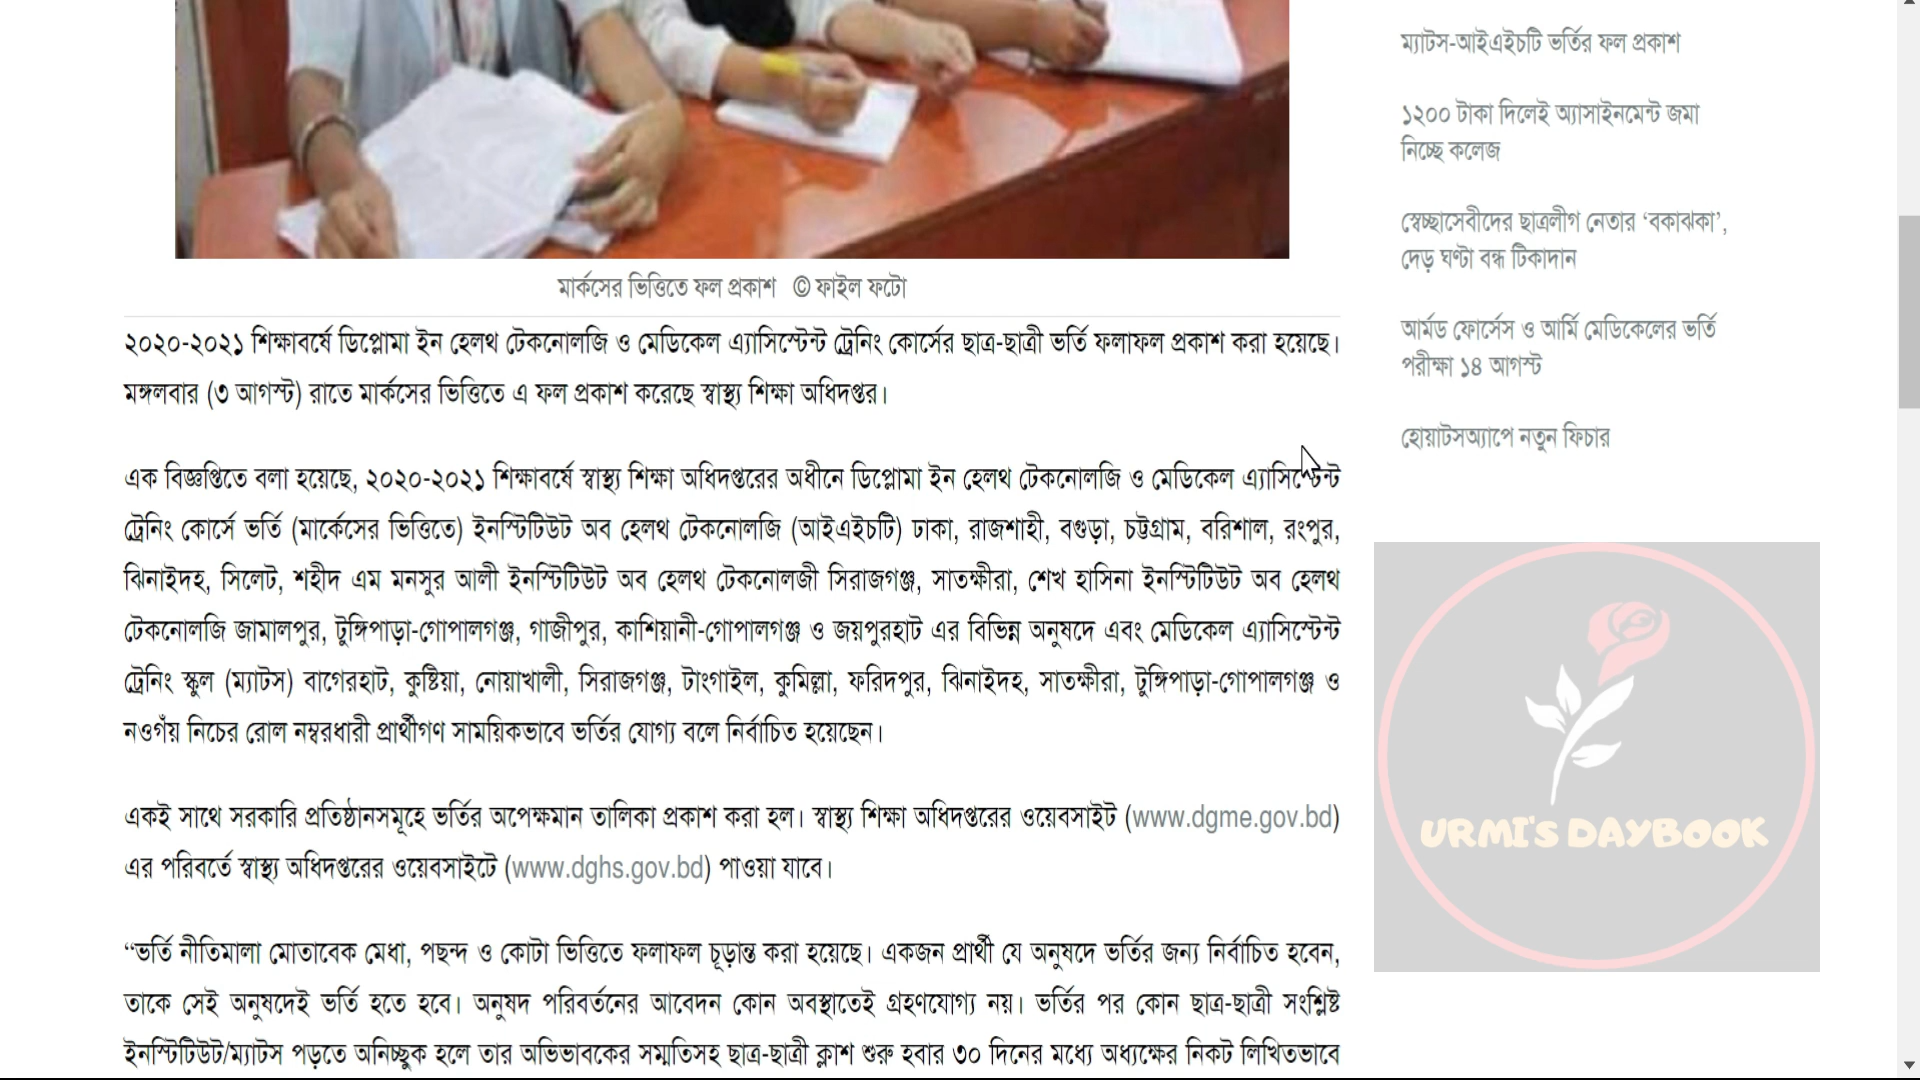 মার্কসের ভিত্তিতে ফল প্রকাশ © ফাইল ফটো
২০২০-২০২১ শিক্ষাবর্ষে ডিপ্লোমা ইন হেলথ টেকনোলজি ও মেডিকেল এ্যাসিস্টেন্ট ট্রেনিং কোর্সের ছাত্র-ছাত্রী ভর্তি ফলাফল প্রকাশ করা হয়েছে।
মঙ্গলবার (৩ আগস্ট) রাতে মার্কসের ভিত্তিতে এ ফল প্রকাশ করেছে স্বাস্থ্য শিক্ষা অধিদপ্তর।
এক বিজ্ঞপ্তিতে বলা হয়েছে, ২০২০-২০২১ শিক্ষাবর্ষে স্বাস্থ্য শিক্ষা অধিদপ্তরের অধীনে ডিপ্লোমা ইন হেলথ টেকনোলজি ও মেডিকেল এ্যাসিস্টেন্ট
ট্রেনিং কোর্সে ভর্তি (মার্কেসের ভিত্তিতে) ইনস্টিটিউট অব হেলথ টেকনোলজি (আইএইচটি) ঢাকা, রাজশাহী, বগুড়া, চট্টগ্রাম, বরিশাল, রংপুর,
ঝিনাইদহ, সিলেট, শহীদ এম মনসুর আলী ইনস্টিটিউট অব হেলথ টেকনোলজী সিরাজগঞ্জ, সাতক্ষীরা, শেখ হাসিনা ইনস্টিটিউট অব হেলথ
টেকনোলজি জামালপুর, টুঙ্গিপাড়া-গোপালগঞ্জ, গাজীপুর, কাশিয়ানী-গোপালগঞ্জ ও জয়পুরহাট এর বিভিন্ন অনুষদে এবং মেডিকেল এ্যাসিস্টেন্ট
ট্রেনিং স্কুল (ম্যাটস) বাগেরহাট, কুষ্টিয়া, নোয়াখালী, সিরাজগঞ্জ, টাংগাইল, কুমিল্লা, ফরিদপুর, ঝিনাইদহ, সাতক্ষীরা, টুঙ্গিপাড়া-গোপালগঞ্জ ও
নওগাঁয় নিচের রোল নম্বরধারী প্রার্থীগণ সাময়িকভাবে ভর্তির যোগ্য বলে নির্বাচিত হয়েছেন।
একই সাথে সরকারি প্রতিষ্ঠানসমূহে ভর্তির অপেক্ষমান তালিকা প্রকাশ করা হল। স্বাস্থ্য শিক্ষা অধিদপ্তরের ওয়েবসাইট (www.dgme.gov.bd)
এর পরিবর্তে স্বাস্থ্য অধিদপ্তরের ওয়েবসাইটে (www.dghs.gov.bd) পাওয়া যাবে।
“ভর্তি নীতিমালা মোতাবেক মেধা, পছন্দ ও কোটা ভিত্তিতে ফলাফল চূড়ান্ত করা হয়েছে। একজন প্রার্থী যে অনুষদে ভর্তির জন্য নির্বাচিত হবেন,
তাকে সেই অনুষদেই ভর্তি হতে হবে। অনুষদ পরিবর্তনের আবেদন কোন অবস্থাতেই গ্রহণযোগ্য নয়। ভর্তির পর কোন ছাত্র-ছাত্রী সংশ্লিষ্ট
ইনস্টিটিউট/ম্যাটস পড়তে অনিচ্ছুক হলে তার অভিভাবকের সম্মতিসহ ছাত্র-ছাত্রী ক্লাশ শুরু হবার ৩০ দিনের মধ্যে অধ্যক্ষের নিকট লিখিতভাবে
ম্যাটস-আইএইচটি ভর্তির ফল প্রকাশ
১২০০ টাকা দিলেই অ্যাসাইনমেন্ট জমা
নিচ্ছে কলেজ
স্বেচ্ছাসেবীদের ছাত্রলীগ নেতার ‘বকাঝকা’,
দেড় ঘণ্টা বন্ধ টিকাদান
আর্মড ফোর্সেস ও আর্মি মেডিকেলের ভর্তি
পরীক্ষা ১৪ আগস্ট
হোয়াটসঅ্যাপে নতুন ফিচার
URMI'S DAYBOOK